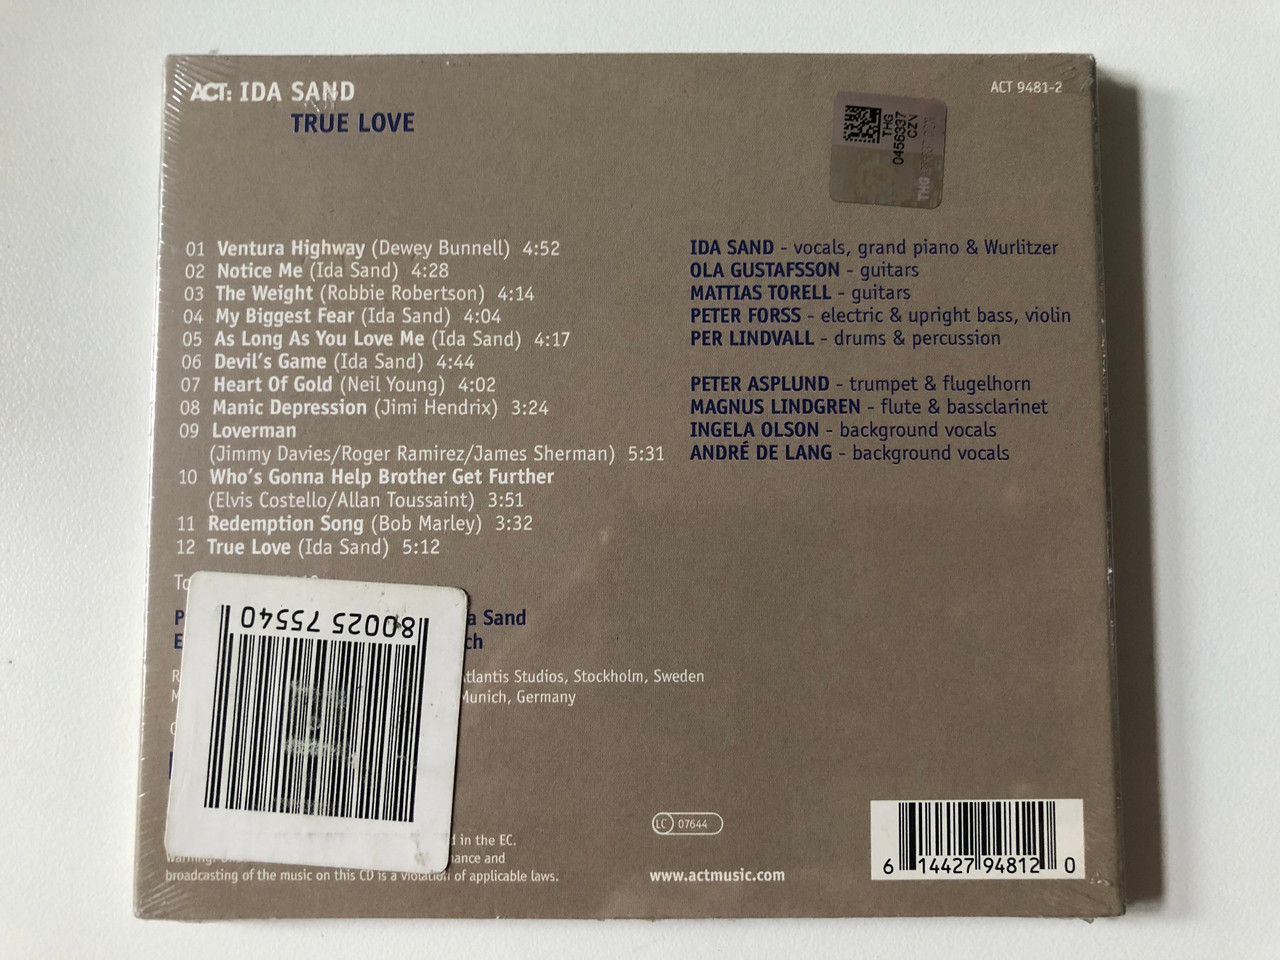 ACT: IDA SAND
TRUE LOVE
ACT 9481-2
THG
0456337
CZV
THG
01 Ventura Highway (Dewey Bunnell) 4:52
02 Notice Me (Ida Sand) 4:28
03 The Weight (Robbie Robertson) 4:14
04 My Biggest Fear (Ida Sand) 4:04
05 As Long As You Love Me (Ida Sand) 4:17
06 Devil's Game (Ida Sand) 4:44
07 Heart Of Gold (Neil Young) 4:02
08 Manic Depression (Jimi Hendrix) 3:24
09 Loverman
(Jimmy Davies/Roger Ramirez/James Sherman) 5:31
10 Who's Gonna Help Brother Get Further
(Elvis Costello/Allan Toussaint) 3:51
11 Redemption Song (Bob Marley) 3:32
12 True Love (Ida Sand) 5:12
IDA SAND - vocals, grand piano & Wurlitzer
OLA GUSTAFSSON - guitars
MATTIAS TORELL - guitars
PETER FORSS - electric & upright bass, violin
PER LINDVALL - drums & percussion
PETER ASPLUND - trumpet & flugelhorn
MAGNUS LINDGREN - flute & bassclarinet
INGELA OLSON - background vocals
ANDRÉ DE LANG - background vocals
80025 75540
Sand
Atlantis Studios, Stockholm, Sweden
Munich, Germany
in the EC.
and
broadcasting of the music on this CD is a violation of applicable laws.
LC 07644
www.actmusic.com
6 14427 94812 0